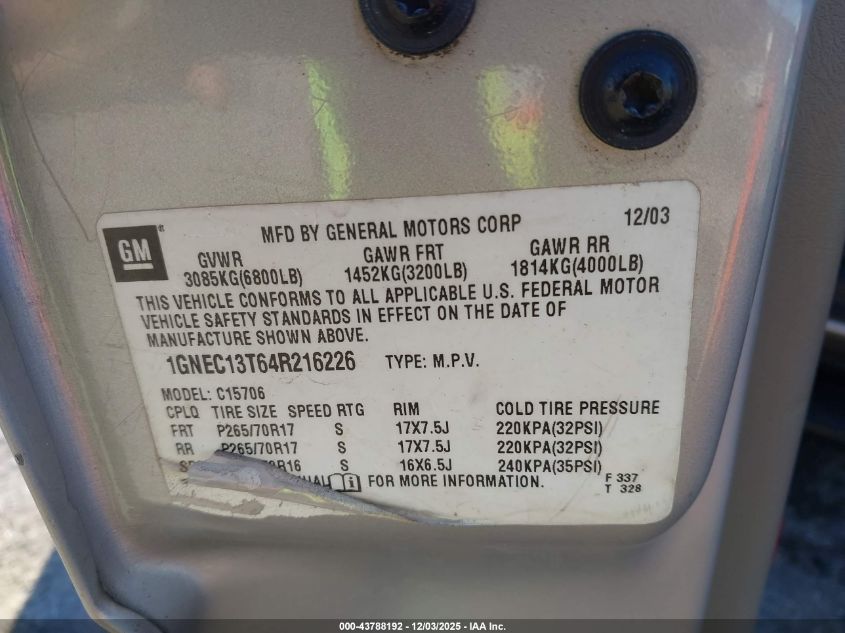 GM
MFD BY GENERAL MOTORS CORP 12/03
GVWR GAWR FRT GAWR RR
3085KG(6800LB) 1452KG(3200LB) 1814KG(4000LB)
THIS VEHICLE CONFORMS TO ALL APPLICABLE U.S. FEDERAL MOTOR
VEHICLE SAFETY STANDARDS IN EFFECT ON THE DATE OF
MANUFACTURE SHOWN ABOVE.
1GNEC13T64R216226 TYPE: M.P.V.
MODEL: C15706
CPLQ TIRE SIZE SPEED RTG RIM COLD TIRE PRESSURE
FRT P265/70R17 S 17X7.5J 220KPA(32PSI)
RR P265/70R17 S 17X7.5J 220KPA(32PSI)
S 16X6.5J 240KPA(35PSI)
FOR MORE INFORMATION.
F 337
T 328
000-43788192 - 12/03/2025 - IAA Inc.